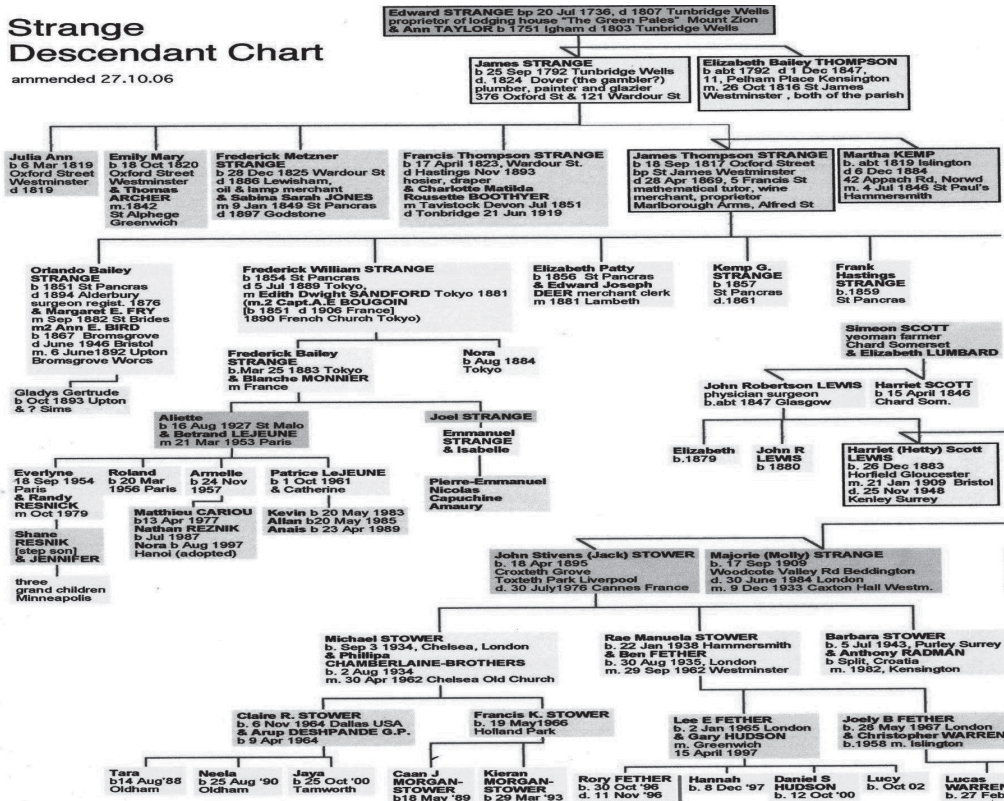 Strange
Descendant Chart
ammended 27.10.06
Edward STRANGE bp 20 Jul 1736, d 1807 Tunbridge Wells
proprietor of lodging house "The Green Pales" Mount Zion
& Ann TAYLOR b 1751 Igham d 1803 Tunbridge Wells
James STRANGE
b 25 Sep 1792 Tunbridge Wells
d. 1824 Dover (the gambler?)
plumber, painter and glazier
376 Oxford St & 121 Wardour St
Elizabeth Bailey THOMPSON
b abt 1792 d 1 Dec 1847,
11, Pelham Place Kensington
m. 26 Oct 1816 St James
Westminster , both of the parish
Julia Ann
b 6 Mar 1819
Oxford Street
Westminster
d 1819
Emily Mary
b 18 Oct 1820
Oxford Street
Westminster
& Thomas
ARCHER
m.1842
St Alphege
Greenwich
Frederick Metzner
STRANGE
b 28 Dec 1825 Wardour St
d 1886 Lewisham,
oil & lamp merchant
& Sabina Sarah JONES
m 9 Jan 1849 St Pancras
d 1897 Godstone
Francis Thompson STRANGE
b 17 April 1823, Wardour St.
d Hastings Nov 1893
hosier, draper
& Charlotte Matilda
Rousette BOOTHYER
m Tavistock Devon Jul 1851
d Tonbridge 21 Jun 1919
James Thompson STRANGE
b 18 Sep 1817 Oxford Street
bp St James Westminster
d 28 Apr 1869, 5 Francis St
mathematical tutor, wine
merchant, proprietor
Marlborough Arms, Alfred St
Martha KEMP
b. abt 1819 Islington
d 6 Dec 1884
42 Appach Rd, Norwd
m. 4 Jul 1846 St Paul's
Hammersmith
Orlando Bailey
STRANGE
b 1851 St Pancras
d 1894 Alderbury
surgeon regist. 1876
& Margaret E. FRY
m Sep 1882 St Brides
m2 Ann E. BIRD
b 1867 Bromsgrove
d June 1946 Bristol
m. 6 June1892 Upton
Bromsgrove Worcs
Frederick William STRANGE
b 1854 St Pancras
d 5 Jul 1889 Tokyo,
m Edith Dwight SANDFORD Tokyo 1881
(m.2 Capt.A.E BOUGOIN
[b 1851 d 1906 France]
1890 French Church Tokyo)
Elizabeth Patty
b 1856 St Pancras
& Edward Joseph
DEER merchant clerk
m 1881 Lambeth
Kemp G.
STRANGE
b 1857
St Pancras
d.1861
Frank
Hastings
STRANGE
b.1859
St Pancras
Simeon SCOTT
yeoman farmer
Chard Somerset
& Elizabeth LUMBARD
Gladys Gertrude
b Oct 1893 Upton
& ? Sims
Frederick Bailey
STRANGE
b.Mar 25 1883 Tokyo
& Blanche MONNIER
m France
Nora
b Aug 1884
Tokyo
John Robertson LEWIS
physician surgeon
b.abt 1847 Glasgow
Harriet SCOTT
b 15 April 1846
Chard Som.
Aliette
b 16 Aug 1927 St Malo
& Betrand LEJEUNE
m 21 Mar 1953 Paris
Joel STRANGE
Emmanuel
STRANGE
& Isabelle
Pierre-Emmanuel
Nicolas
Capuchine
Amaury
Elizabeth
b.1879
John R
LEWIS
b 1880
Harriet (Hetty) Scott
LEWIS
b. 26 Dec 1883
Horfield Gloucester
m. 21 Jan 1909 Bristol
d. 25 Nov 1948
Kenley Surrey
Everlyne
18 Sep 1954
Paris
& Randy
RESNICK
m Oct 1979
Roland
b 20 Mar
1956 Paris
Armelle
b 24 Nov
1957
Patrice LeJEUNE
b 1 Oct 1961
& Catherine
Matthieu CARIOU
b13 Apr 1977
Nathan REZNIK
b Jul 1987
Nora b Aug 1997
Hanoi (adopted)
Kevin b 20 May 1983
Allan b20 May 1985
Anais b 23 Apr 1989
Shane
RESNIK
[step son]
& JENNIFER
three
grand children
Minneapolis
John Stivens (Jack) STOWER
b. 18 Apr 1895
Croxteth Grove
Toxteth Park Liverpool
d. 30 July1976 Cannes France
Majorie (Molly) STRANGE
b. 17 Sep 1909
Woodcote Valley Rd Beddington
d. 30 June 1984 London
m. 9 Dec 1933 Caxton Hall Westm.
Michael STOWER
b. Sep 3 1934, Chelsea, London
& Phillipa
CHAMBERLAINE-BROTHERS
b. 2 Aug 1934
m. 30 Apr 1962 Chelsea Old Church
Rae Manuela STOWER
b. 22 Jan 1938 Hammersmith
& Ben FETHER
b. 30 Aug 1935, London
m. 29 Sep 1962 Westminster
Barbara STOWER
b. 5 Jul 1943, Purley Surrey
& Anthony RADMAN
b Split, Croatia
m. 1982, Kensington
Claire R. STOWER
b. 6 Nov 1964 Dallas USA
& Arup DESHPANDE G.P.
b 9 Apr 1964
Francis K. STOWER
b. 19 May1966
Holland Park
Lee E FETHER
b. 2 Jan 1965 London
& Gary HUDSON
m. Greenwich
15 April 1997
Joely B FETHER
b. 28 May 1967 London
& Christopher WARREN
b.1958 m. Islington
Tara
b14 Aug'88
Oldham
Neela
b 25 Aug '90
Oldham
Jaya
b 25 Oct '00
Tamworth
Caan J
MORGAN-
STOWER
b18 May '89
Kieran
MORGAN-
STOWER
b 29 Mar '93
Rory FETHER
b. 30 Oct '96
d. 11 Nov '96
Hannah
b. 8 Dec '97
Daniel S
HUDSON
b. 12 Oct '00
Lucy
b. Oct 02
Lucas
WARRE
b. 27 Feb